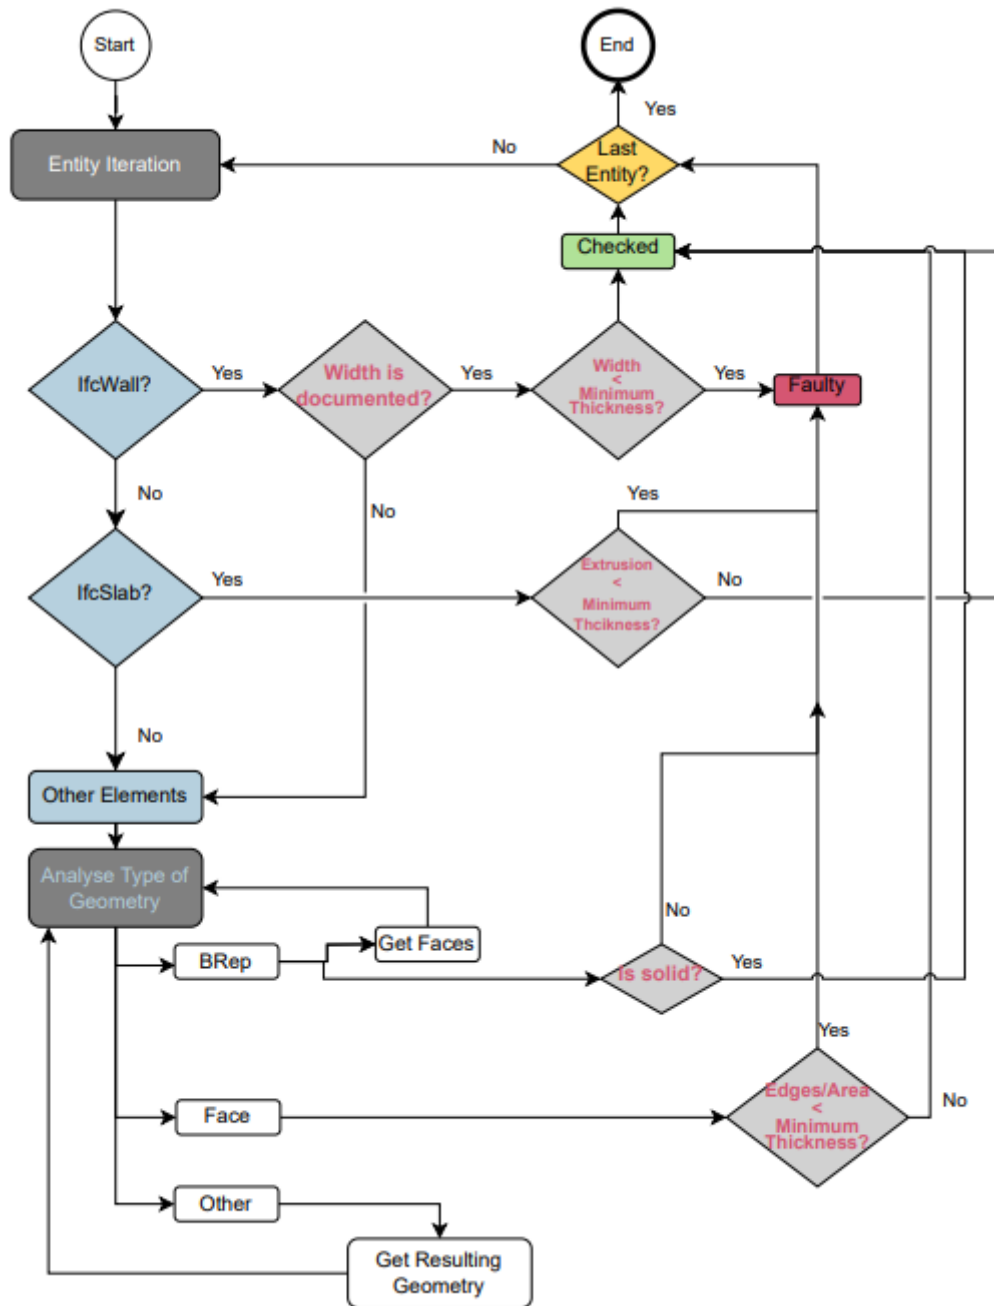 Start
End
Yes
No
Last
Entity?
Entity Iteration
Checked
IfcWall?
Yes
Width is
documented?
Yes
Width
<
Minimum
Thickness?
Yes
Faulty
No
No
Yes
IfcSlab?
Yes
Extrusion
<
Minimum
Thcikness?
No
No
Other Elements
Analyse Type of
Geometry
No
Get Faces
BRep
is solid?
Yes
Yes
Edges/Area
<
Minimum
Thickness?
No
Face
Other
Get Resulting
Geometry